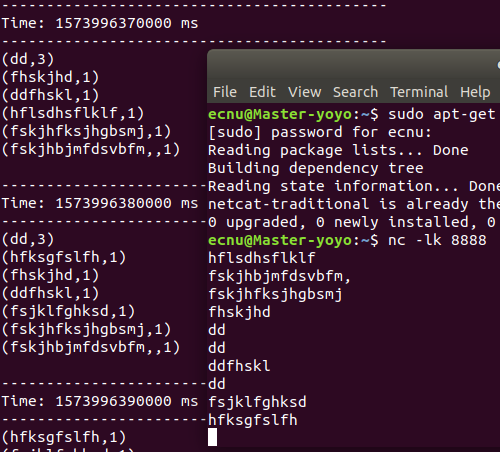 -------------------------------------------
Time: 1573996370000 ms
-------------------------------------------
(dd,3)
(fhskjhd,1)
(ddfhskl,1)
(hflsdhsflklf,1)
(fskjhfksjhgbsmj,1)
(fskjhbjmfdsvbfm,,1)
-------------------------
Time: 1573996380000 ms
-------------------------
(dd,3)
(hfksgfslfh,1)
(fhskjhd,1)
(ddfhskl,1)
(fsjklfghksd,1)
(fskjhfksjhgbsmj,1)
(fskjhbjmfdsvbfm,,1)
-------------------------
Time: 1573996390000 ms
-------------------------
(hfksgfslfh,1)
File Edit View Search Terminal
ecnu@Master-yoyo:~$ sudo apt-get
[sudo] password for ecnu:
Reading package lists... Done
Building dependency tree
Reading state information... Done
netcat-traditional is already the
0 upgraded, 0 newly installed, 0
ecnu@Master-yoyo:~$ nc -lk 8888
hflsdhsflklf
fskjhbjmfdsvbfm,
fskjhfksjhgbsmj
fhskjhd
dd
dd
ddfhskl
dd
fsjklfghksd
hfksgfslfh